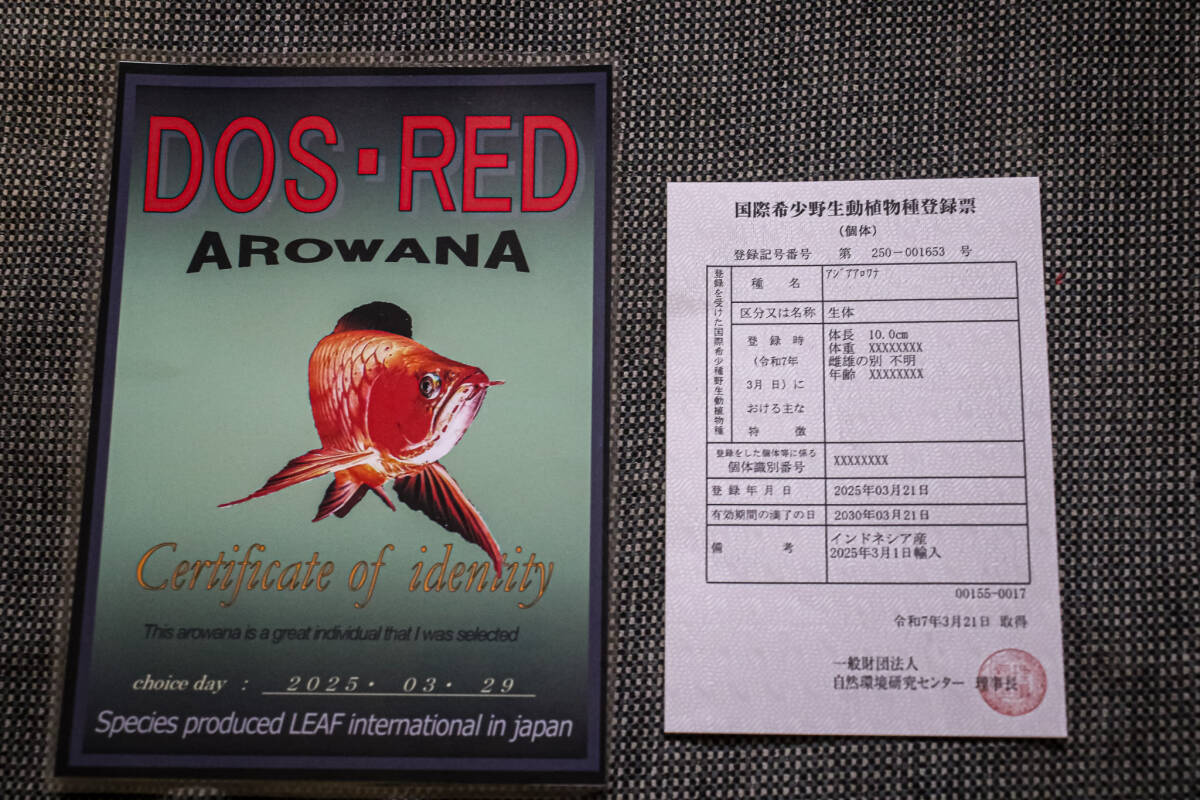 DOS・RED
AROWANA
Certificate of identity
This arowana is a great individual that I was selected
choice day : 2025・ 03・ 29
Species produced LEAF international in japan
国際希少野生動植物種登録票
(個体)
登録記号番号 第 250-001653 号
登録を受けた国際希少種野生動植物種
種 名 ｱｼﾞｱｱﾛﾜﾅ
区分又は名称 生体
登 録 時
(令和7年
3月 日) に
おける主な
特 徴
体長 10.0cm
体重 XXXXXXXX
雌雄の別 不明
年齢 XXXXXXXX
登録をした個体等に係る
個体識別番号 XXXXXXXX
登 録 年 月 日 2025年03月21日
有効期間の満了の日 2030年03月21日
備 考 インドネシア産
2025年3月1日輸入
00155-0017
令和7年3月21日 取得
一般財団法人
自然環境研究センター 理事長